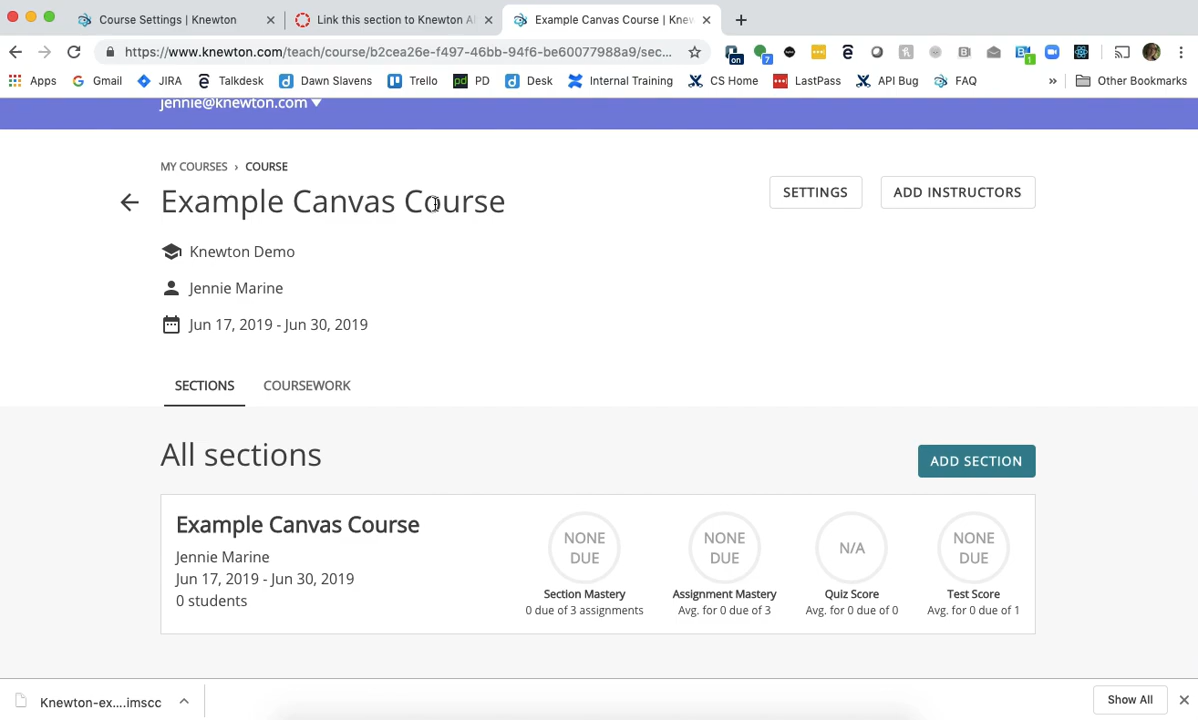 Course Settings | Knewton
Link this section to Knewton Al
Example Canvas Course | Knew
https://www.knewton.com/teach/course/b2cea26e-f497-46bb-94f6-be60077988a9/sec...
on
7
1
Apps
Gmail
JIRA
Talkdesk
Dawn Slavens
Trello
pd PD
Desk
Internal Training
CS Home
LastPass
API Bug
FAQ
»
Other Bookmarks
jennie@knewton.com
MY COURSES › COURSE
Example Canvas Course
SETTINGS
ADD INSTRUCTORS
Knewton Demo
Jennie Marine
Jun 17, 2019 - Jun 30, 2019
SECTIONS
COURSEWORK
All sections
ADD SECTION
Example Canvas Course
Jennie Marine
Jun 17, 2019 - Jun 30, 2019
0 students
NONE
DUE
Section Mastery
0 due of 3 assignments
NONE
DUE
Assignment Mastery
Avg. for 0 due of 3
N/A
Quiz Score
Avg. for 0 due of 0
NONE
DUE
Test Score
Avg. for 0 due of 1
Knewton-ex....imscc
Show All